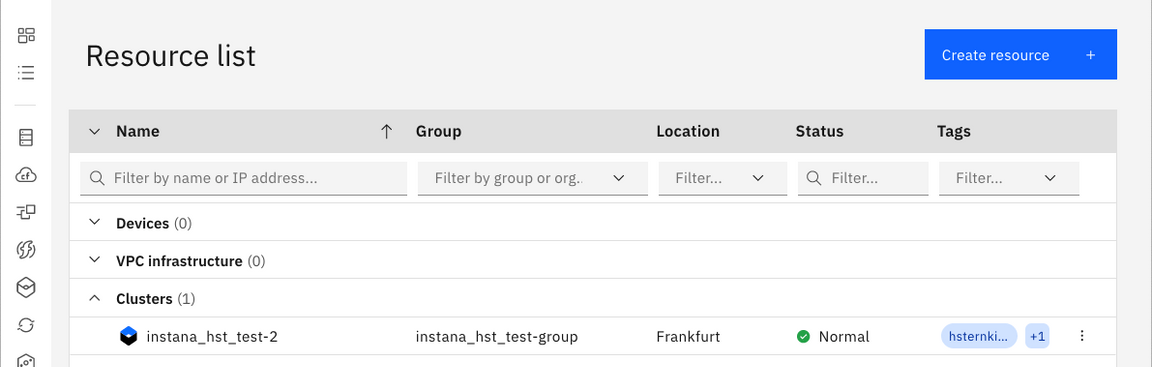 Resource list
Create resource +
Name Group Location Status Tags
Filter by name or IP address... Filter by group or org.. Filter... Filter... Filter...
Devices (0)
VPC infrastructure (0)
Clusters (1)
instana_hst_test-2 instana_hst_test-group Frankfurt Normal hsternki... +1